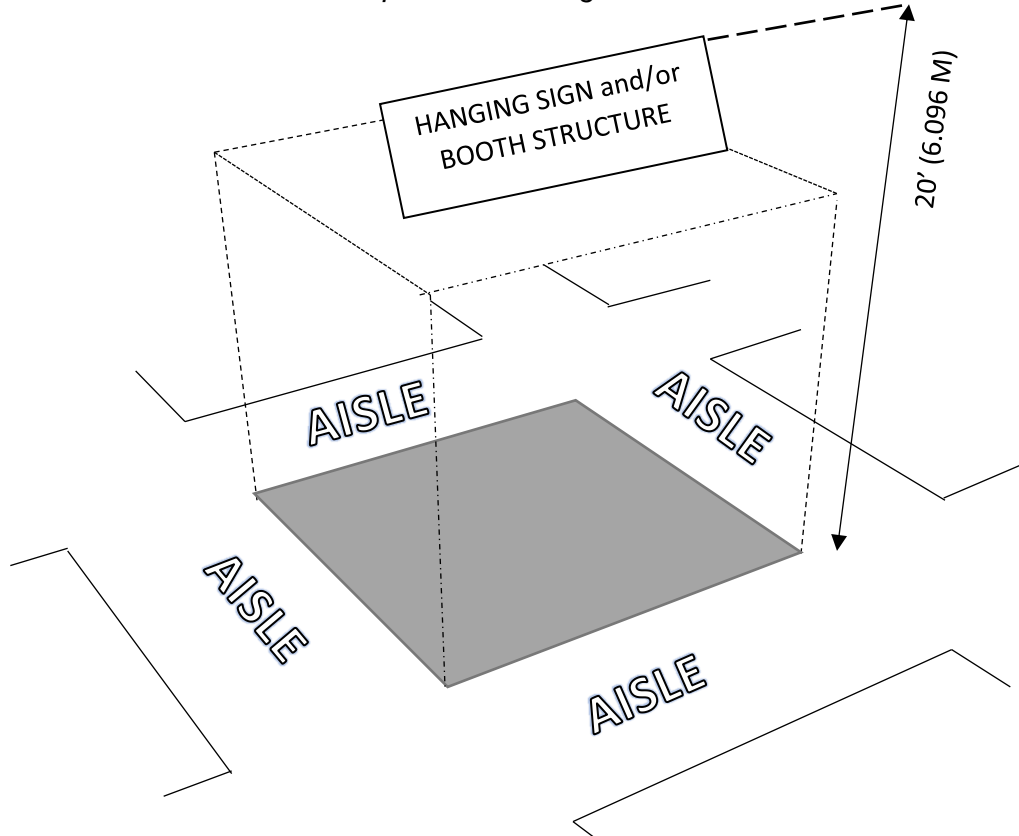 HANGING SIGN and/or
BOOTH STRUCTURE
20’ (6.096 M)
AISLE
AISLE
AISLE
AISLE